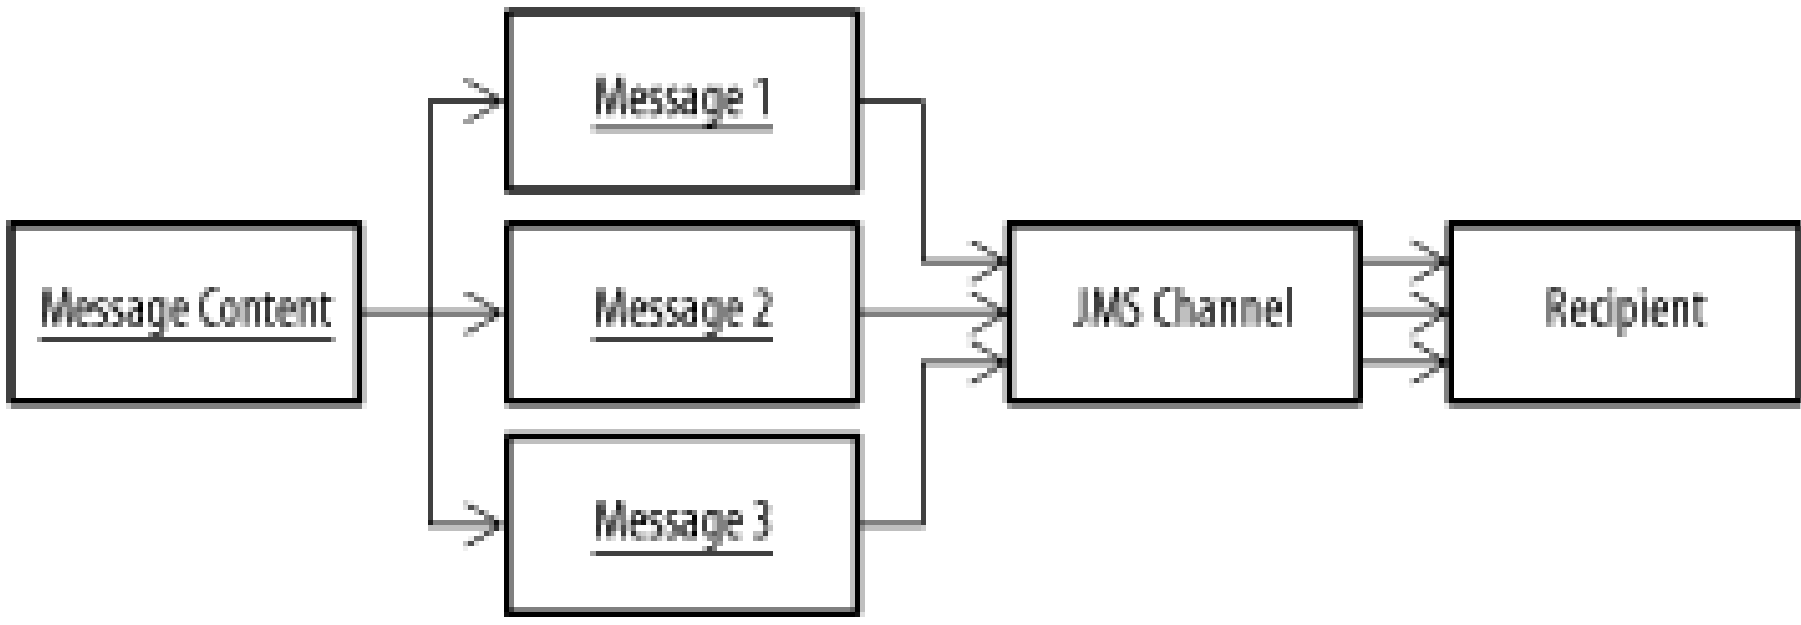 Message 1
Message Content
Message 2
JMS Channel
Recipient
Message 3